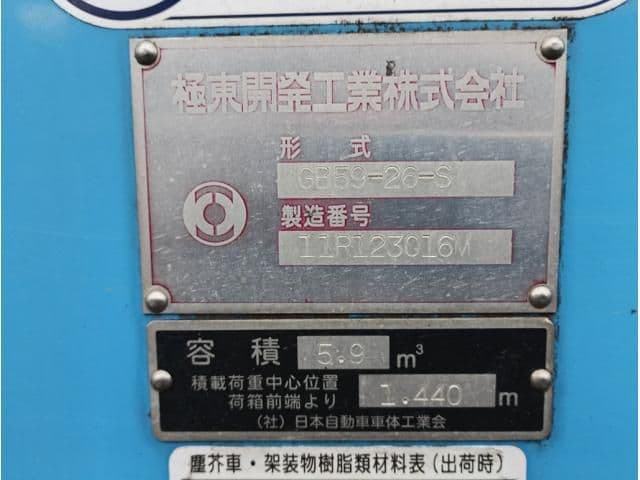 極東開発工業株式会社
形 式
GB59-26-S
製造番号
11R123016M
容 積 5.9 m³
積載荷重中心位置
荷箱前端より 1.440 m
(社)日本自動車車体工業会
塵芥車・架装物樹脂類材料表(出荷時)